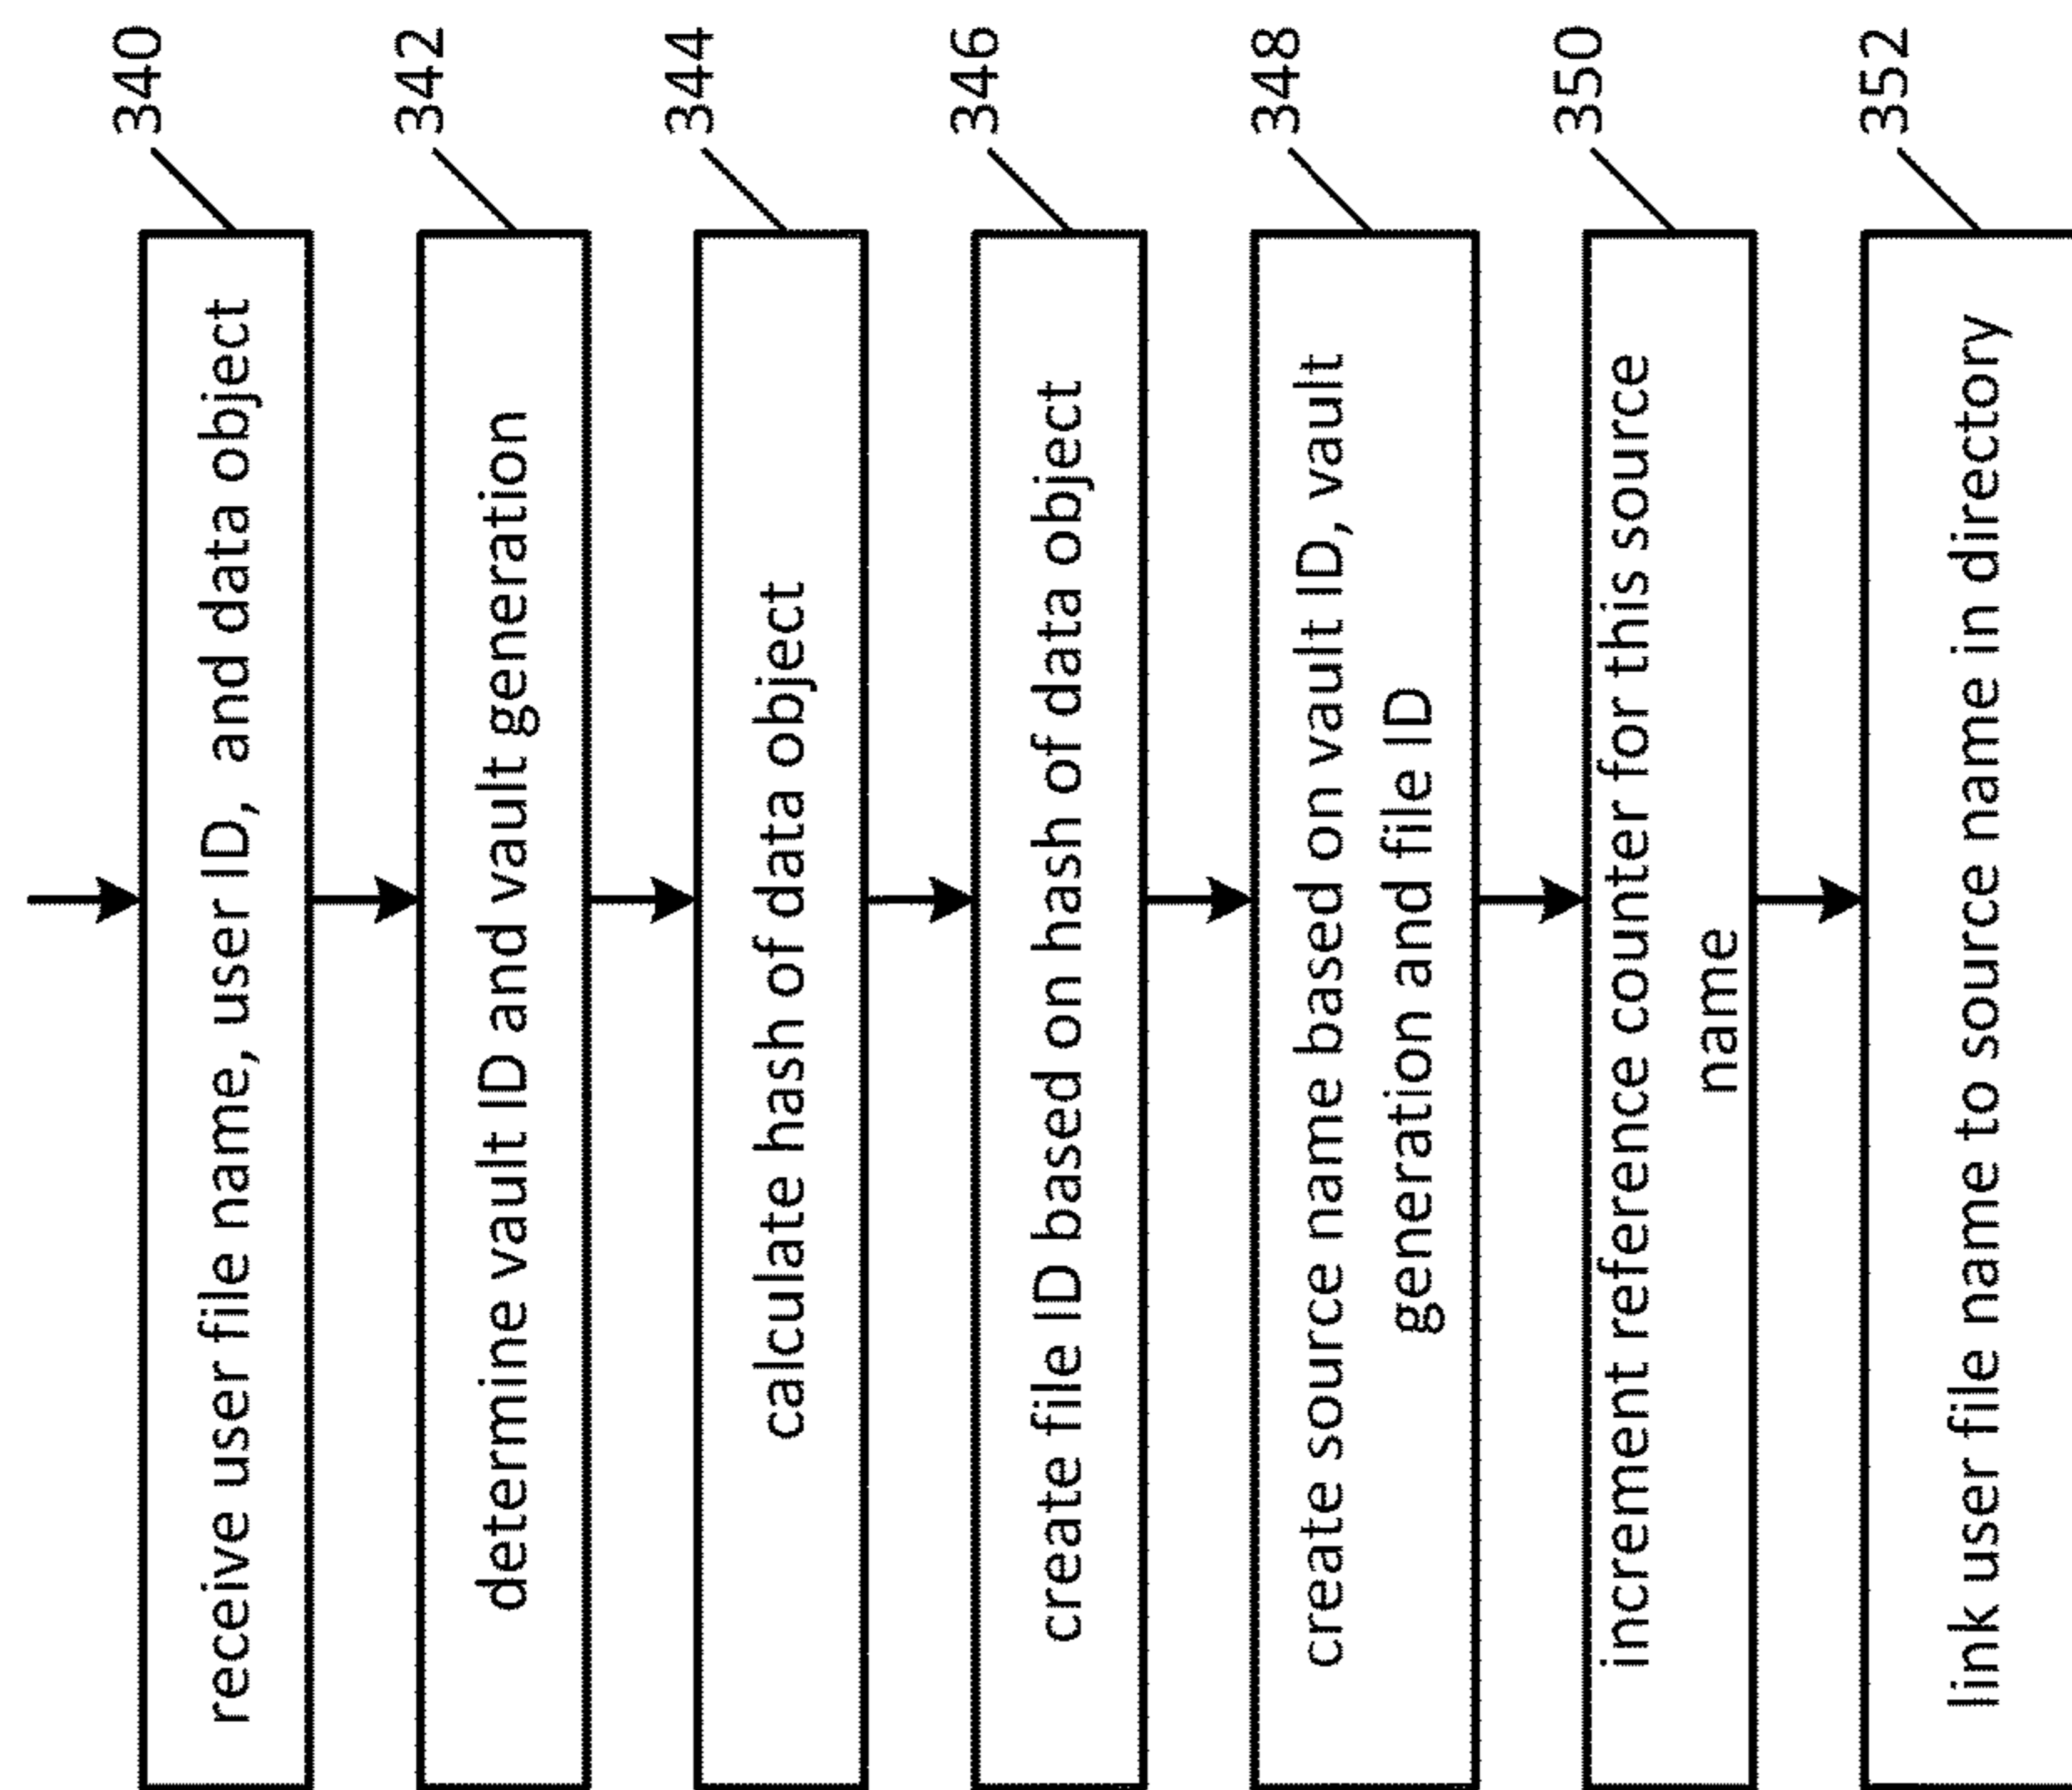 340
receive user file name, user ID, and data object
342
determine vault ID and vault generation
344
calculate hash of data object
346
create file ID based on hash of data object
348
create source name based on vault ID, vault
generation and file ID
350
increment reference counter for this source
name
352
link user file name to source name in directory